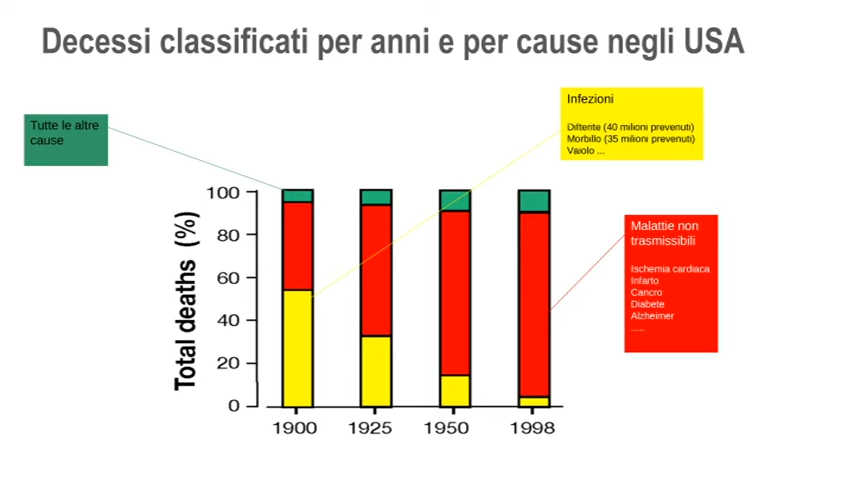 Decessi classificati per anni e per cause negli USA
Infezioni
Difterite (40 milioni prevenuti)
Morbillo (35 milioni prevenuti)
Vaiolo ...
Tutte le altre
cause
Malattie non
trasmissibili
Ischemia cardiaca
Infarto
Cancro
Diabete
Alzheimer
.....
Total deaths (%)
100
80
60
40
20
0
1900 1925 1950 1998